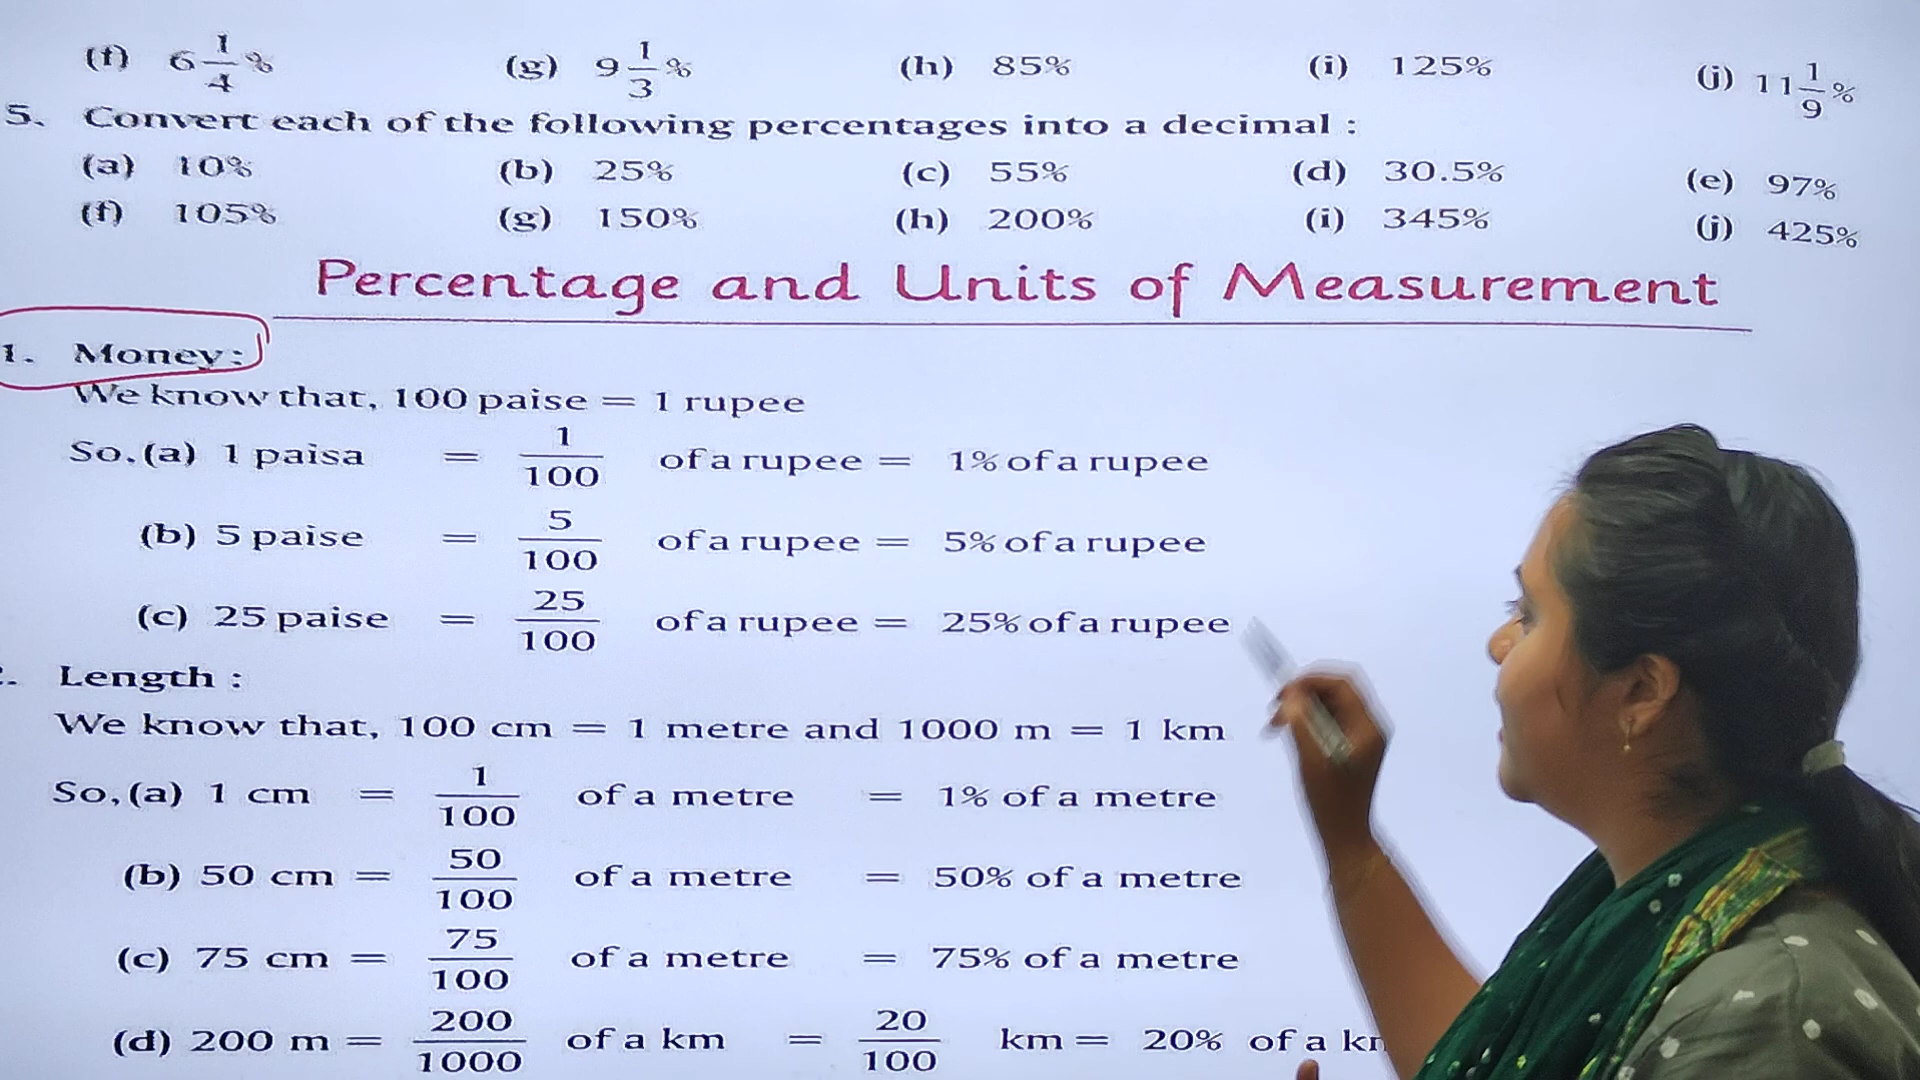 (f) 6 1/4 % (g) 9 1/3 % (h) 85% (i) 125% (j) 11 1/9 %
5. Convert each of the following percentages into a decimal :
(a) 10% (b) 25% (c) 55% (d) 30.5% (e) 97%
(f) 105% (g) 150% (h) 200% (i) 345% (j) 425%
Percentage and Units of Measurement
1. Money:
We know that, 100 paise = 1 rupee
So,(a) 1 paisa = 1/100 of a rupee = 1% of a rupee
(b) 5 paise = 5/100 of a rupee = 5% of a rupee
(c) 25 paise = 25/100 of a rupee = 25% of a rupee
Length :
We know that, 100 cm = 1 metre and 1000 m = 1 km
So,(a) 1 cm = 1/100 of a metre = 1% of a metre
(b) 50 cm = 50/100 of a metre = 50% of a metre
(c) 75 cm = 75/100 of a metre = 75% of a metre
(d) 200 m = 200/1000 of a km = 20/100 km = 20% of a